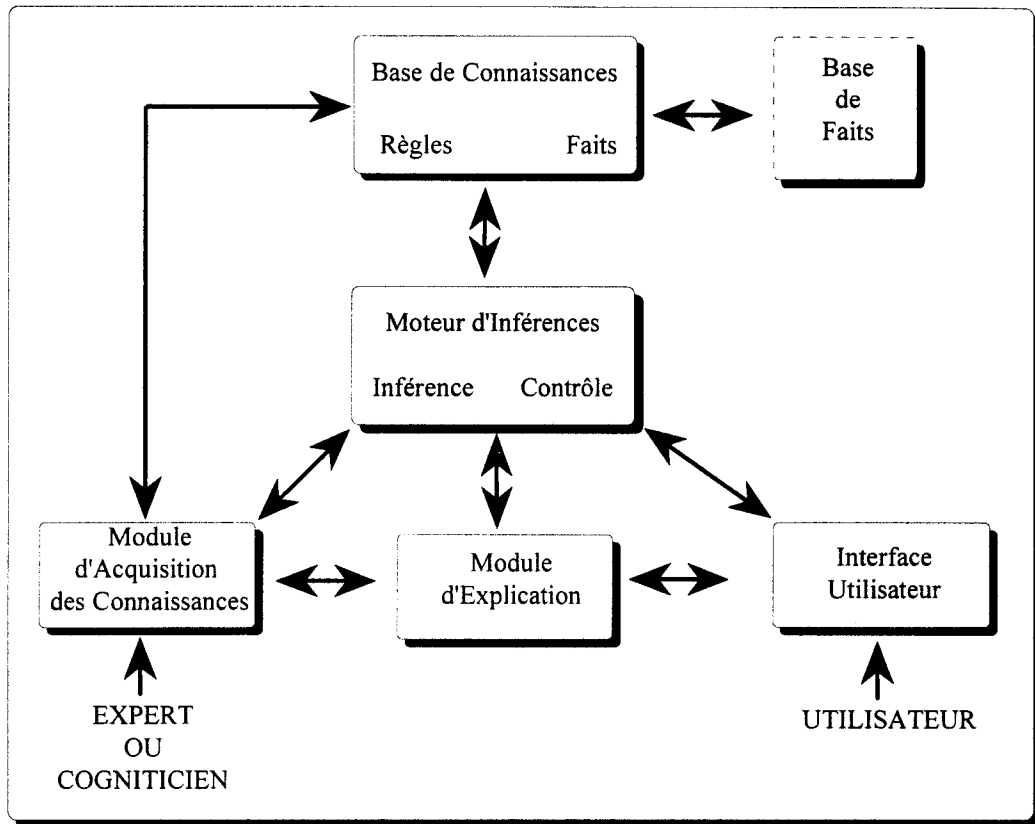 Base de Connaissances
Règles Faits
Base
de
Faits
Moteur d'Inférences
Inférence Contrôle
Module
d'Acquisition
des Connaissances
Module
d'Explication
Interface
Utilisateur
EXPERT
OU
COGNITICIEN
UTILISATEUR